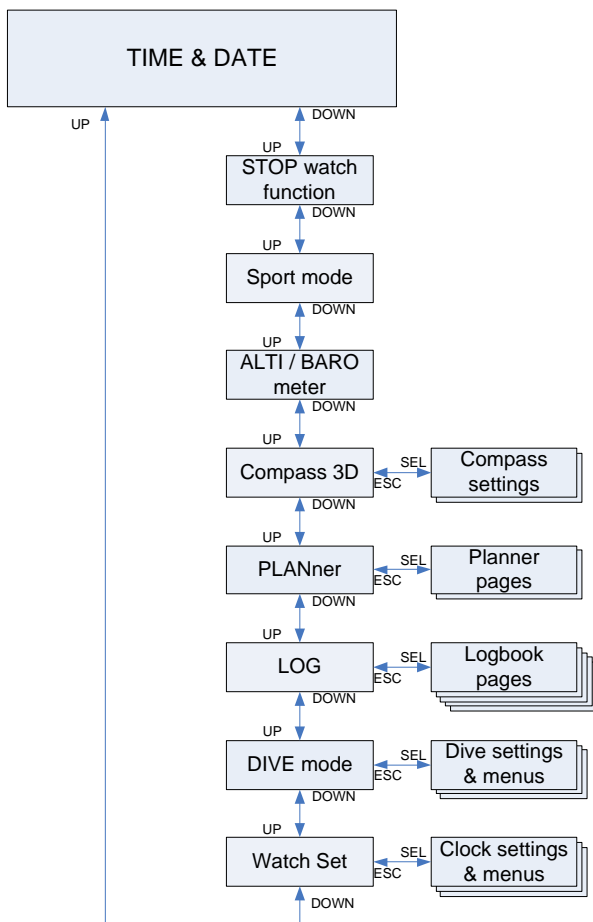 TIME & DATE
DOWN
UP
UP
STOP watch
function
DOWN
UP
Sport mode
DOWN
UP
ALTI / BARO
meter
DOWN
UP
Compass 3D
SEL
ESC
Compass
settings
DOWN
UP
PLANner
SEL
ESC
Planner
pages
DOWN
UP
LOG
SEL
ESC
Logbook
pages
DOWN
UP
DIVE mode
SEL
ESC
Dive settings
& menus
DOWN
UP
Watch Set
SEL
ESC
Clock settings
& menus
DOWN